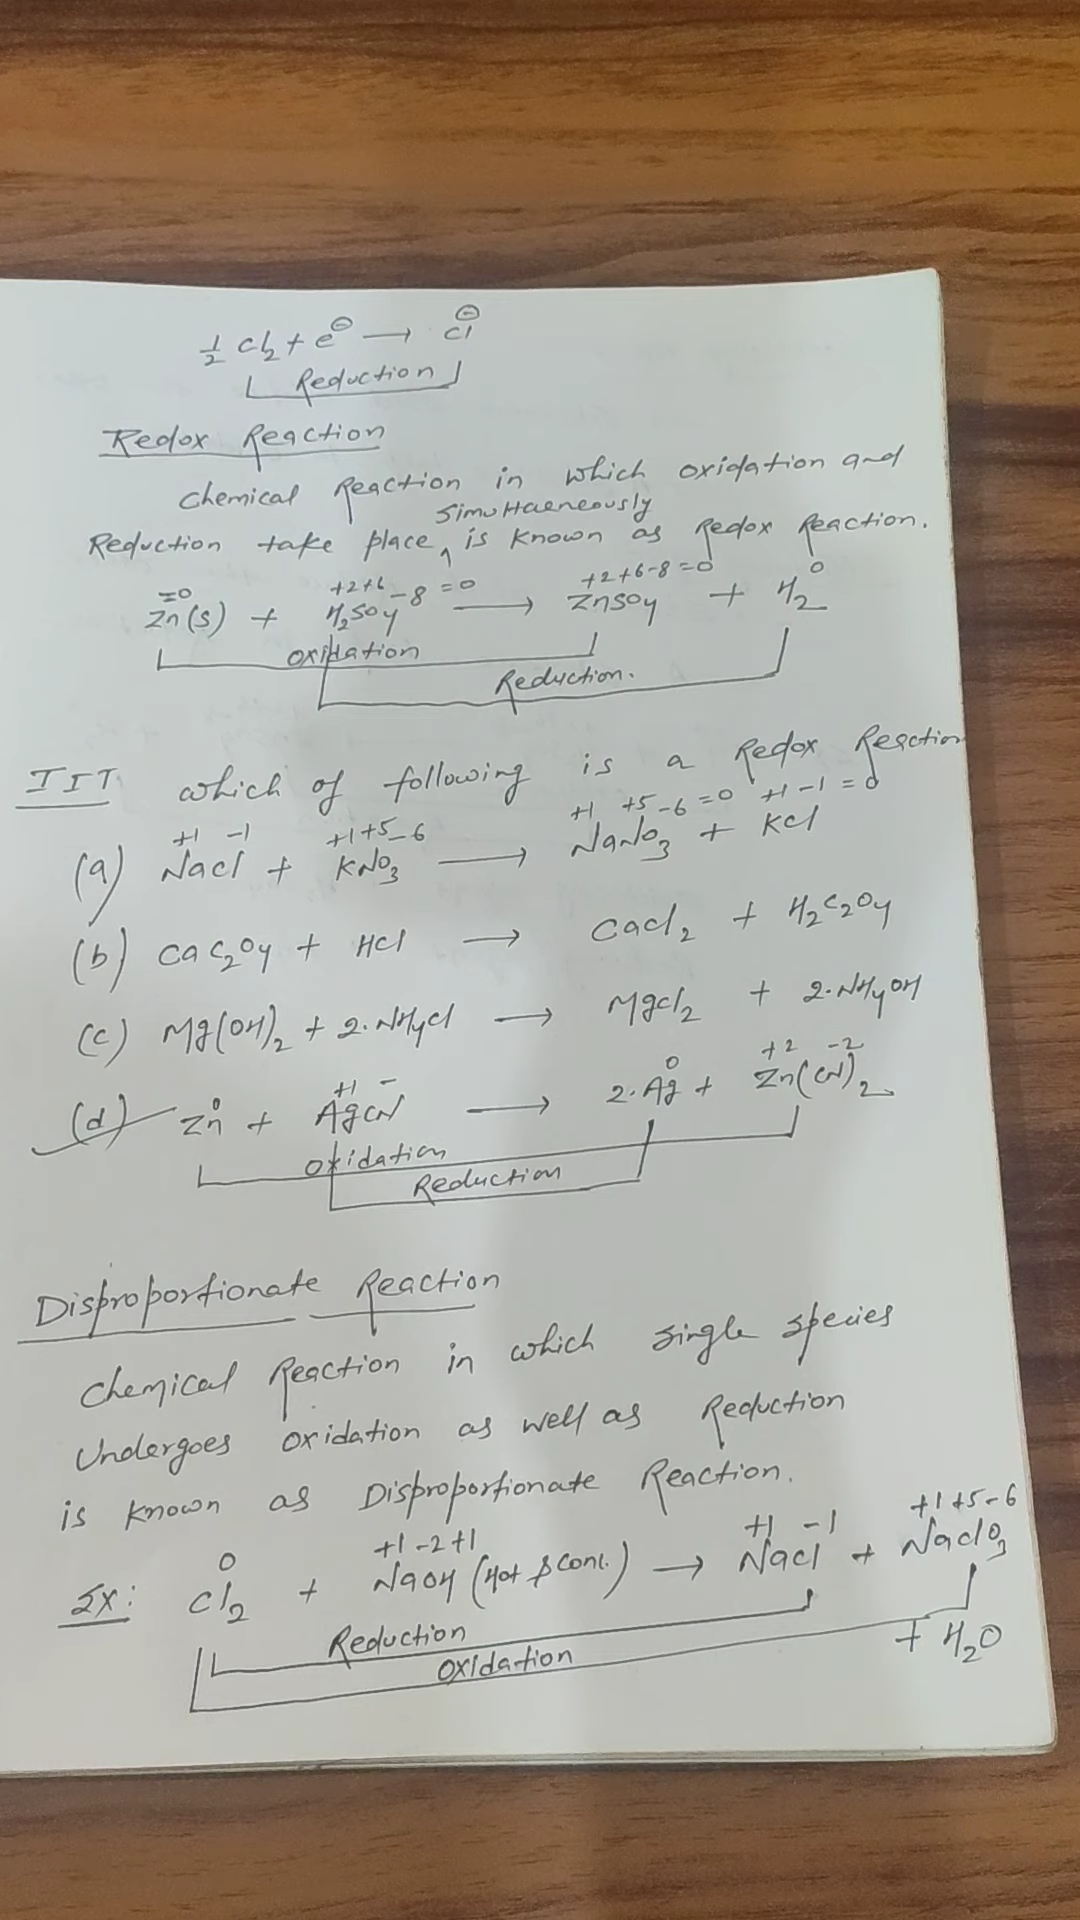 ½ Cl₂ + e⊖ → Cl⊖
Reduction
Redox Reaction
Chemical Reaction in which oxidation and
simultaeneously
Reduction take place ^ is known as Redox Reaction.
=0 +2+6-8=0 +2+6-8=0 0
Zn(s) + H₂SO₄ → ZnSO₄ + H₂
oxidation
Reduction.
IIT which of following is a Redox Reaction
+1 -1 +1+5-6 +1 +5-6=0 +1-1=0
(a) NaCl + KNO₃ → NaNO₃ + KCl
(b) CaC₂O₄ + HCl → CaCl₂ + H₂C₂O₄
(c) Mg(OH)₂ + 2.NH₄Cl → MgCl₂ + 2.NH₄OH
0 +1 - 0 +2 -2
(d) Zn + AgCN → 2.Ag + Zn(CN)₂
Oxidation
Reduction
Disproportionate Reaction
Chemical Reaction in which single species
Undergoes oxidation as well as Reduction
is known as Disproportionate Reaction.
0 +1-2+1 +1 -1 +1+5-6
Ex: Cl₂ + NaOH (Hot & conc.) → NaCl + NaClO₃
Reduction
+ H₂O
Oxidation